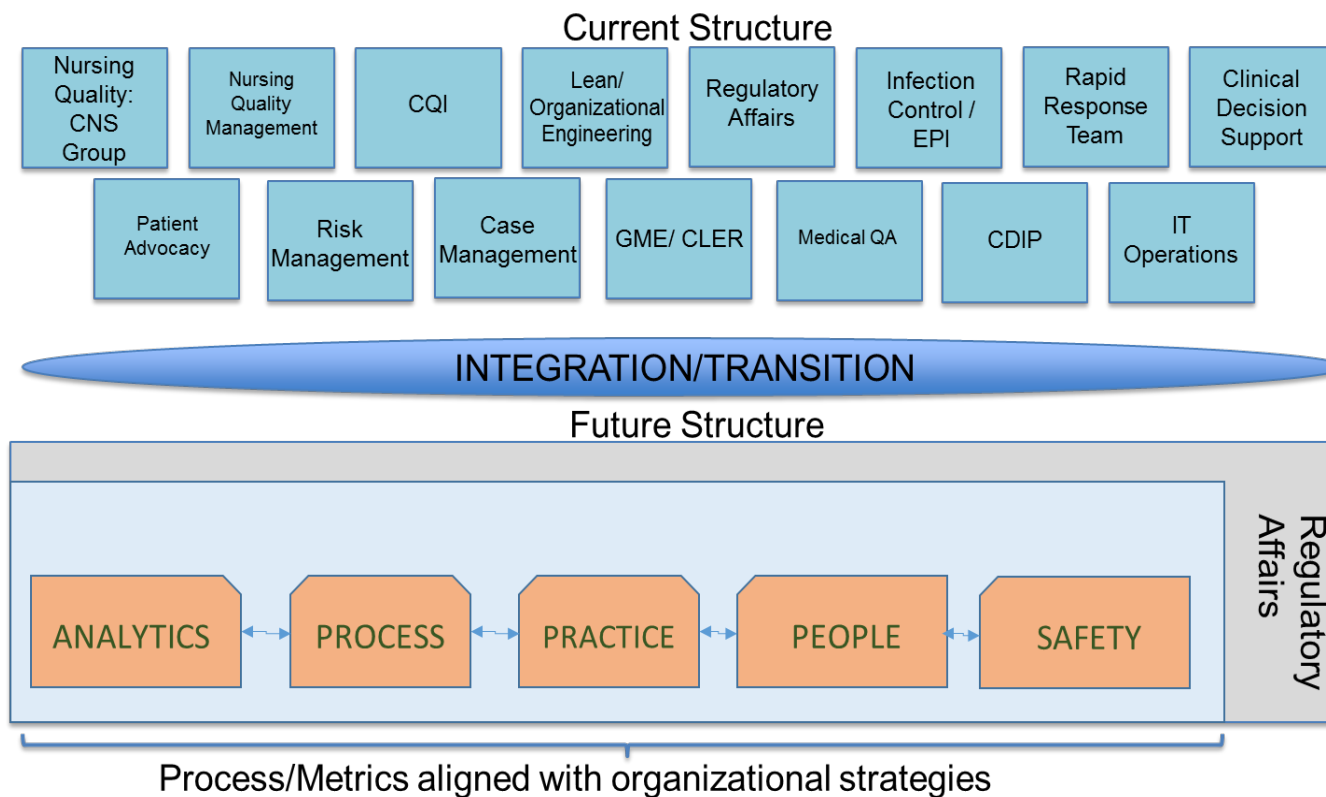 Current Structure
Nursing
Quality:
CNS
Group
Nursing
Quality
Management
CQI
Lean/
Organizational
Engineering
Regulatory
Affairs
Infection
Control /
EPI
Rapid
Response
Team
Clinical
Decision
Support
Patient
Advocacy
Risk
Management
Case
Management
GME/ CLER
Medical QA
CDIP
IT
Operations
INTEGRATION/TRANSITION
Future Structure
Regulatory
Affairs
ANALYTICS
PROCESS
PRACTICE
PEOPLE
SAFETY
Process/Metrics aligned with organizational strategies